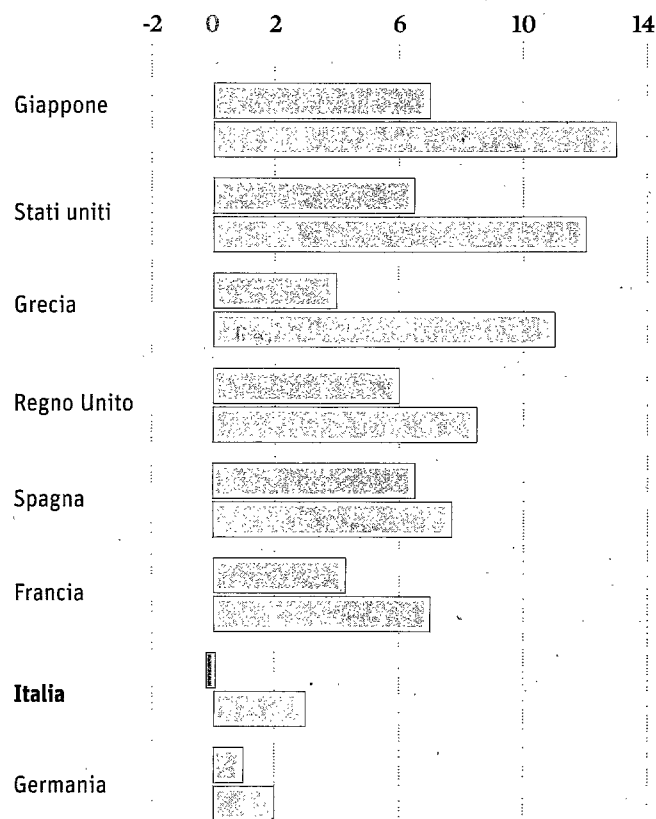 -2 0 2 6 10 14
Giappone
Stati uniti
Grecia
Regno Unito
Spagna
Francia
Italia
Germania